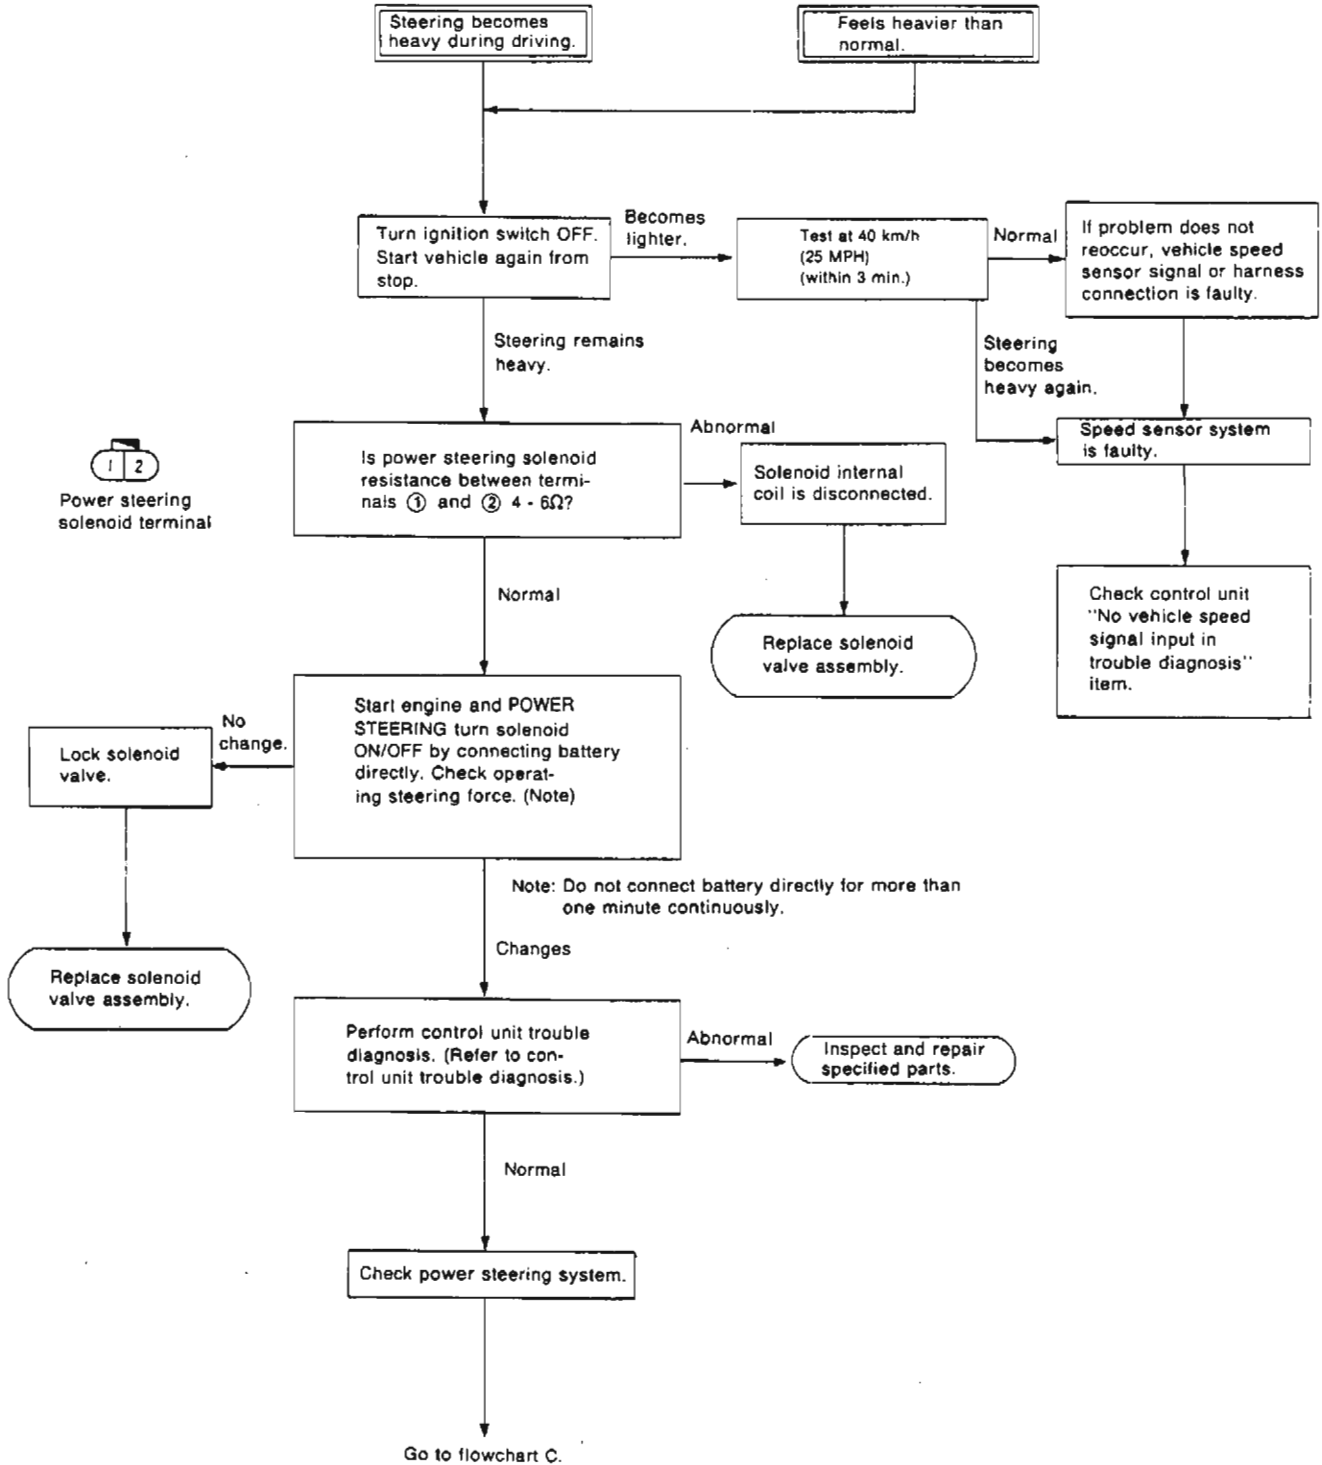 Steering becomes
heavy during driving.
Feels heavier than
normal.
Turn ignition switch OFF.
Start vehicle again from
stop.
Becomes
lighter.
Test at 40 km/h
(25 MPH)
(within 3 min.)
Normal
If problem does not
reoccur, vehicle speed
sensor signal or harness
connection is faulty.
Steering remains
heavy.
Steering
becomes
heavy again.
Speed sensor system
is faulty.
1 2
Power steering
solenoid terminal
Is power steering solenoid
resistance between termi-
nals ① and ② 4 - 6Ω?
Abnormal
Solenoid internal
coil is disconnected.
Normal
Replace solenoid
valve assembly.
Check control unit
"No vehicle speed
signal input in
trouble diagnosis"
item.
Start engine and POWER
STEERING turn solenoid
ON/OFF by connecting battery
directly. Check operat-
ing steering force. (Note)
No
change.
Lock solenoid
valve.
Note: Do not connect battery directly for more than
one minute continuously.
Changes
Replace solenoid
valve assembly.
Perform control unit trouble
diagnosis. (Refer to con-
trol unit trouble diagnosis.)
Abnormal
Inspect and repair
specified parts.
Normal
Check power steering system.
Go to flowchart C.